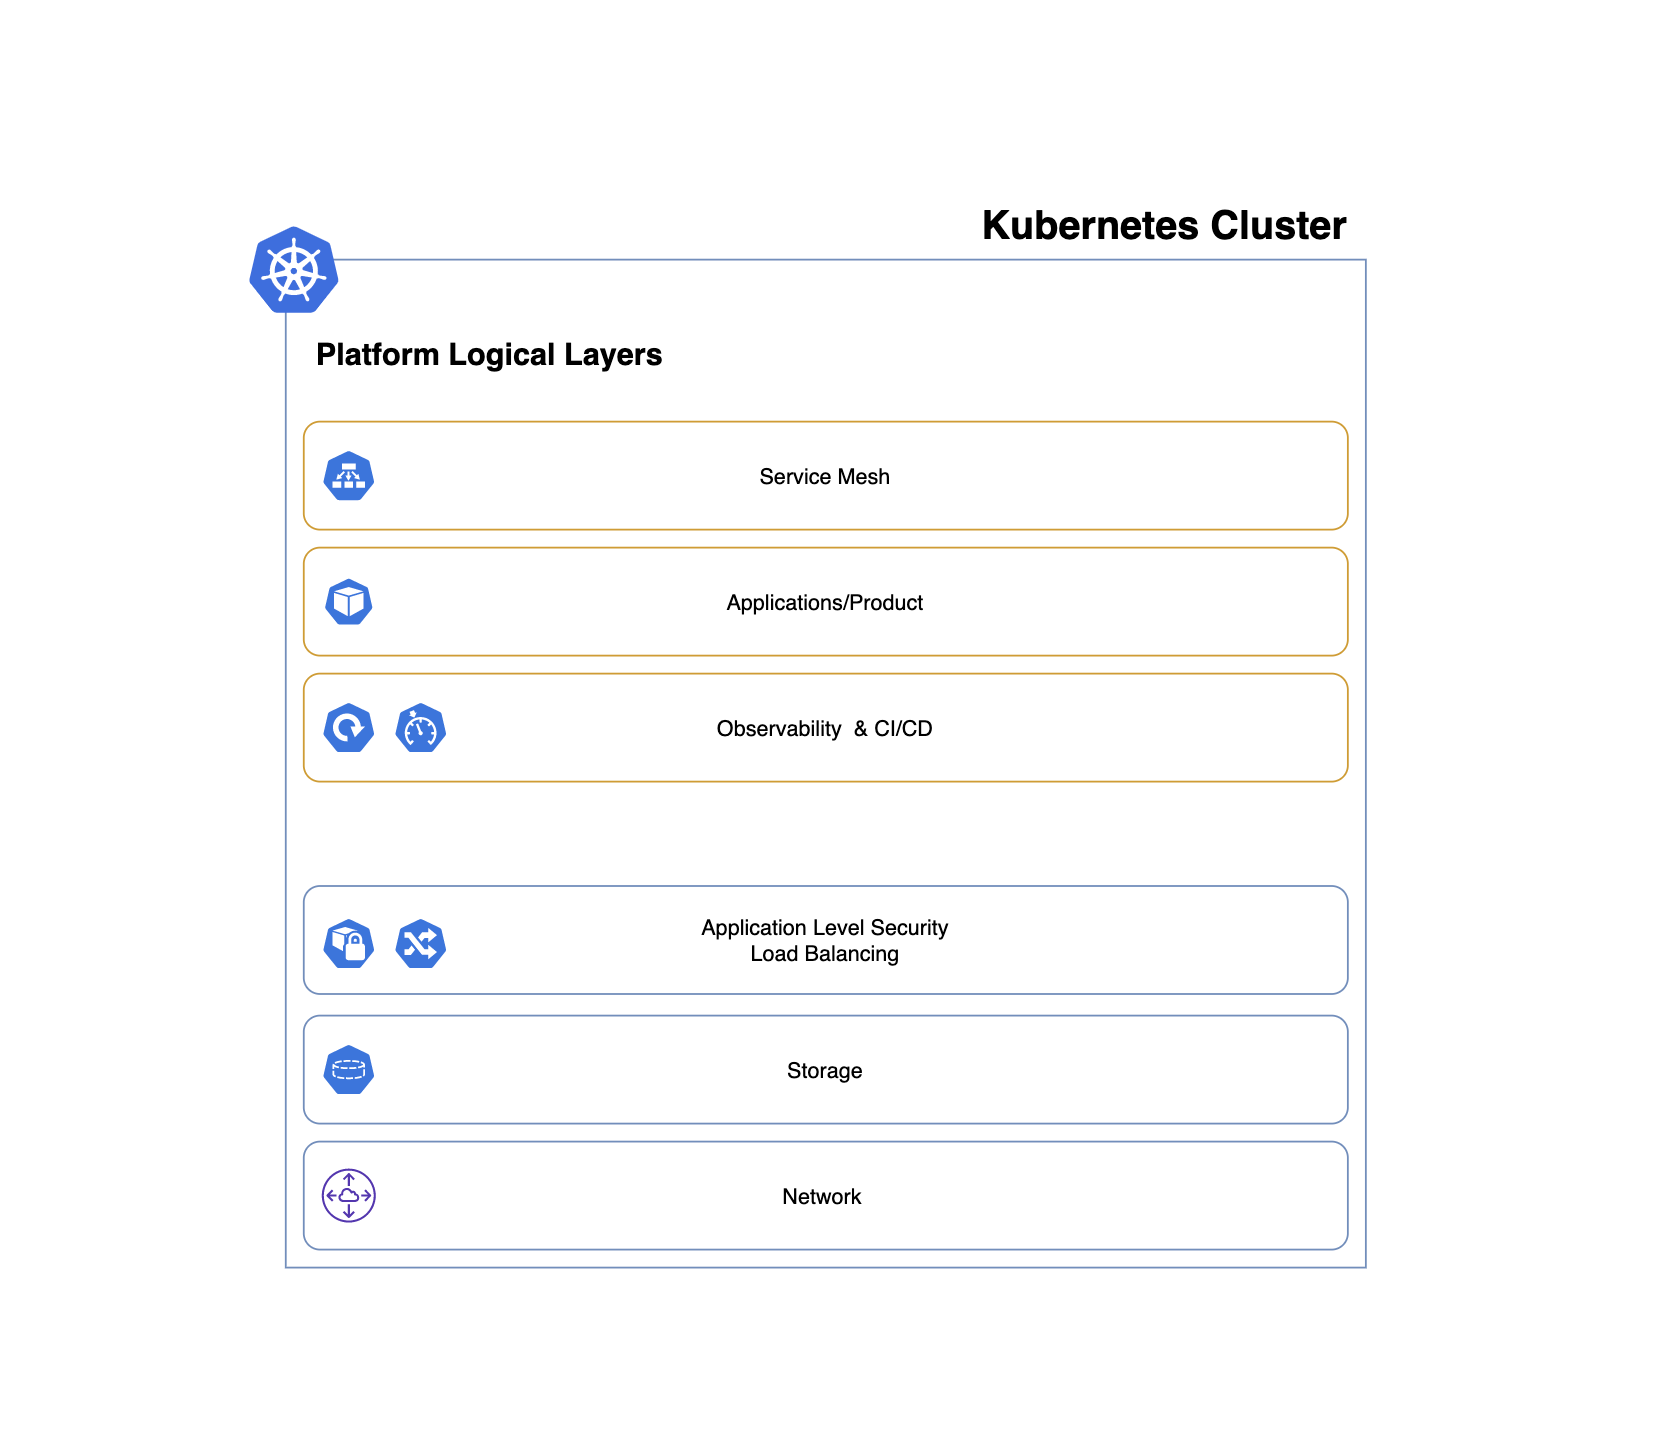 Kubernetes Cluster
Platform Logical Layers
Service Mesh
Applications/Product
Observability  & CI/CD
Application Level Security
Load Balancing
Storage
Network